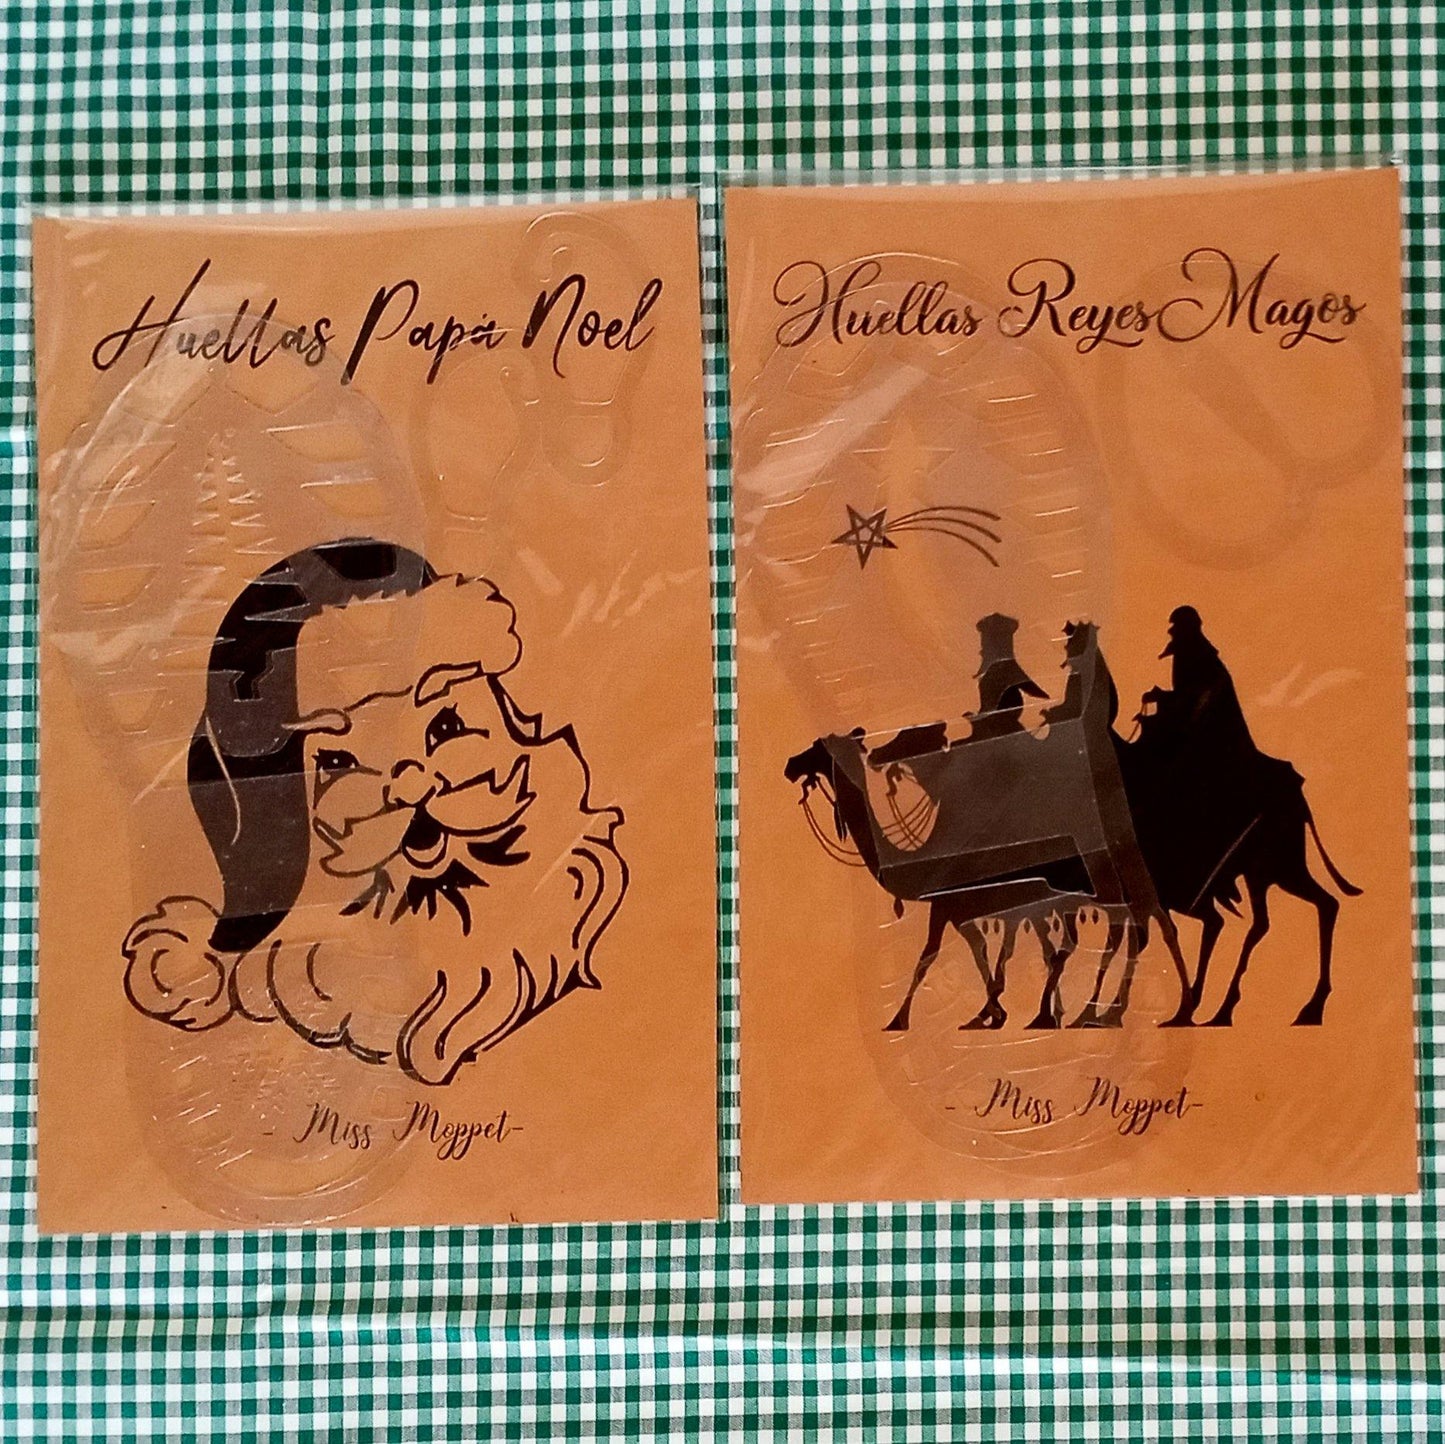 Huellas Papá Noel
- Miss Moppet-
Huellas Reyes Magos
- Miss Moppet-